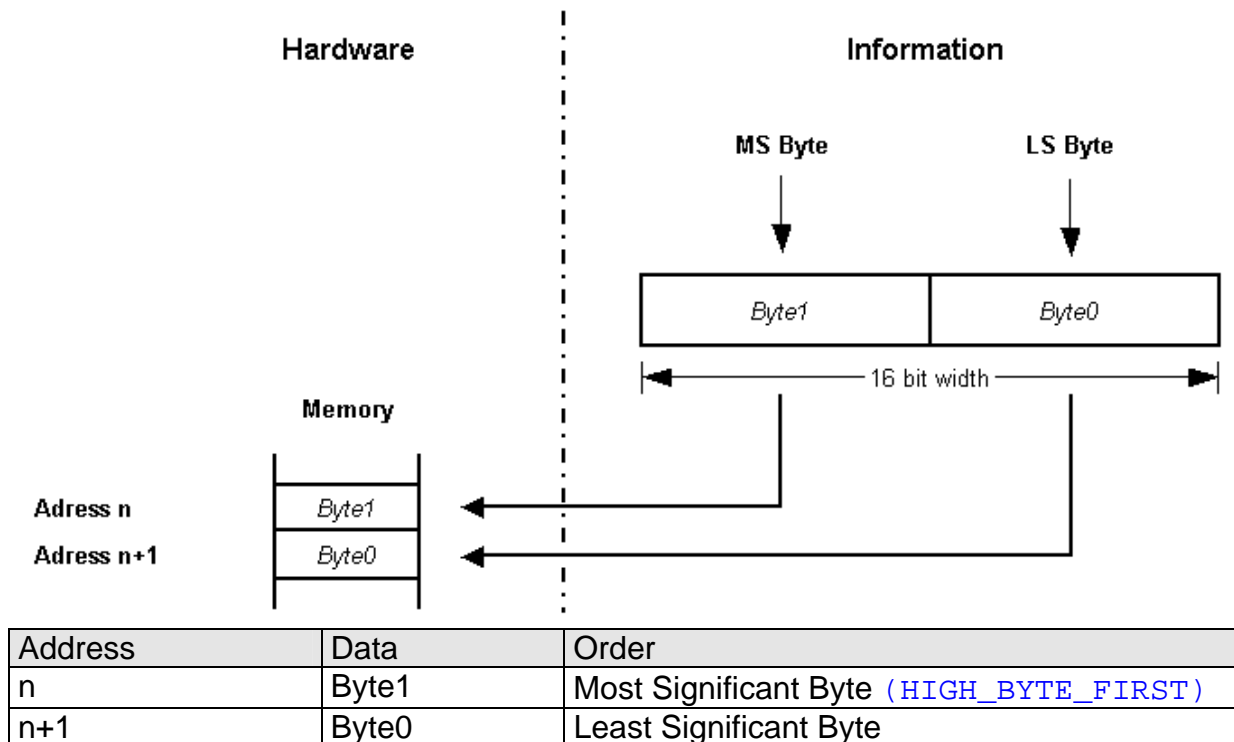 Hardware
Information
MS Byte
LS Byte
Byte1
Byte0
16 bit width
Memory
Adress n
Byte1
Adress n+1
Byte0
Address Data Order
n Byte1 Most Significant Byte (HIGH_BYTE_FIRST)
n+1 Byte0 Least Significant Byte